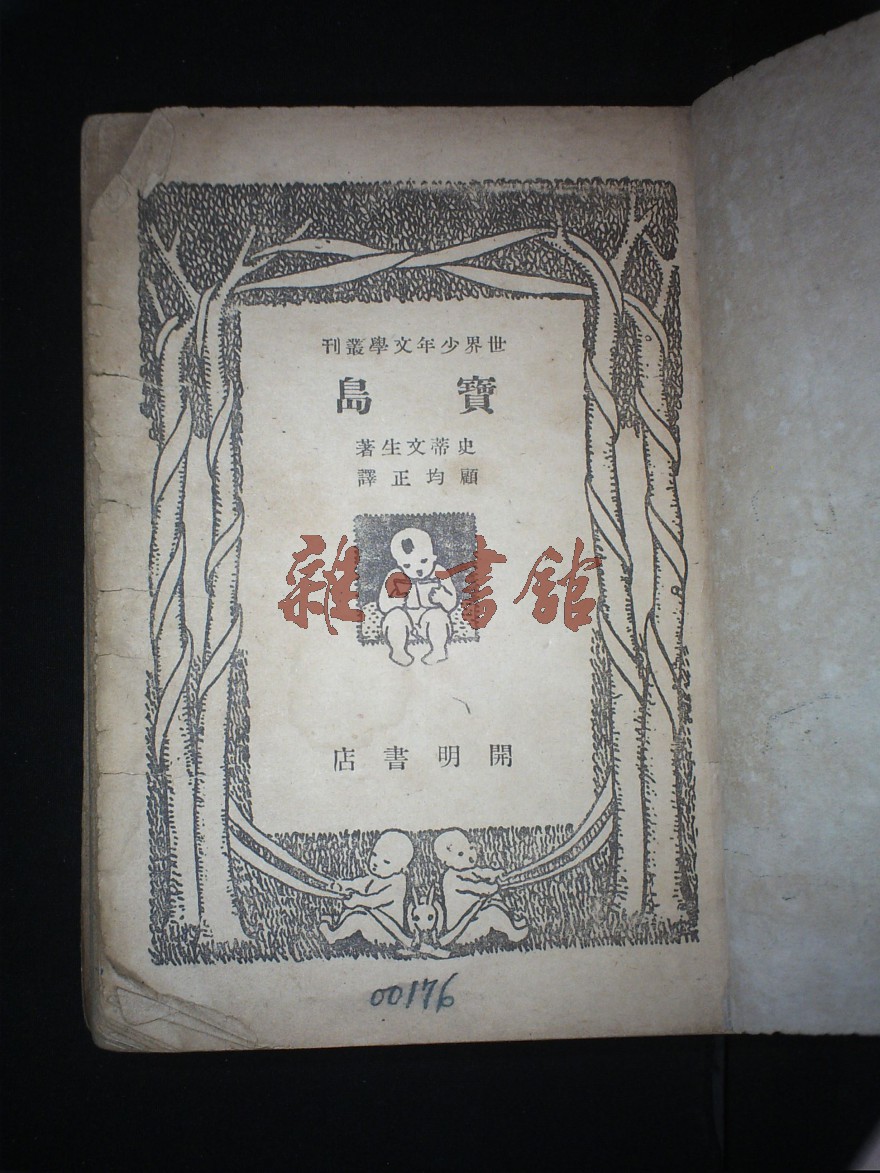 世界少年文學叢刊
寶島
史蒂文生著
顧均正譯
雜·書館
開明書店
00176